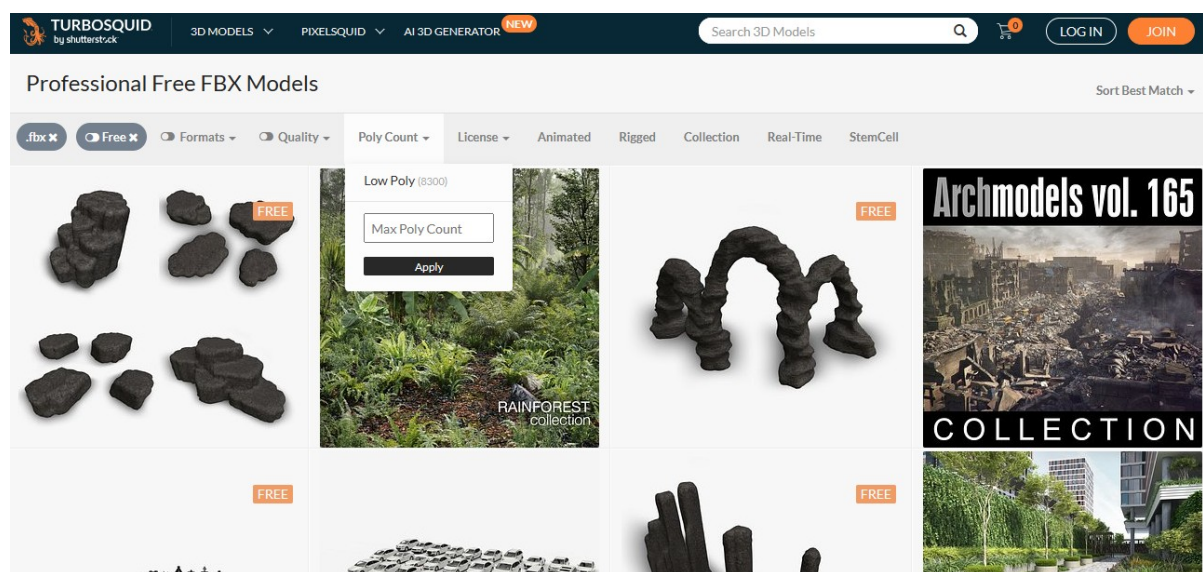 TURBOSQUID
by shutterstock
3D MODELS
PIXELSQUID
AI 3D GENERATOR
NEW
Search 3D Models
0
LOG IN
JOIN
Professional Free FBX Models
Sort Best Match
.fbx ×
Free ×
Formats
Quality
Poly Count
License
Animated
Rigged
Collection
Real-Time
StemCell
Low Poly (8300)
Max Poly Count
Apply
FREE
RAINFOREST
collection
FREE
Archmodels vol. 165
COLLECTION
FREE
FREE